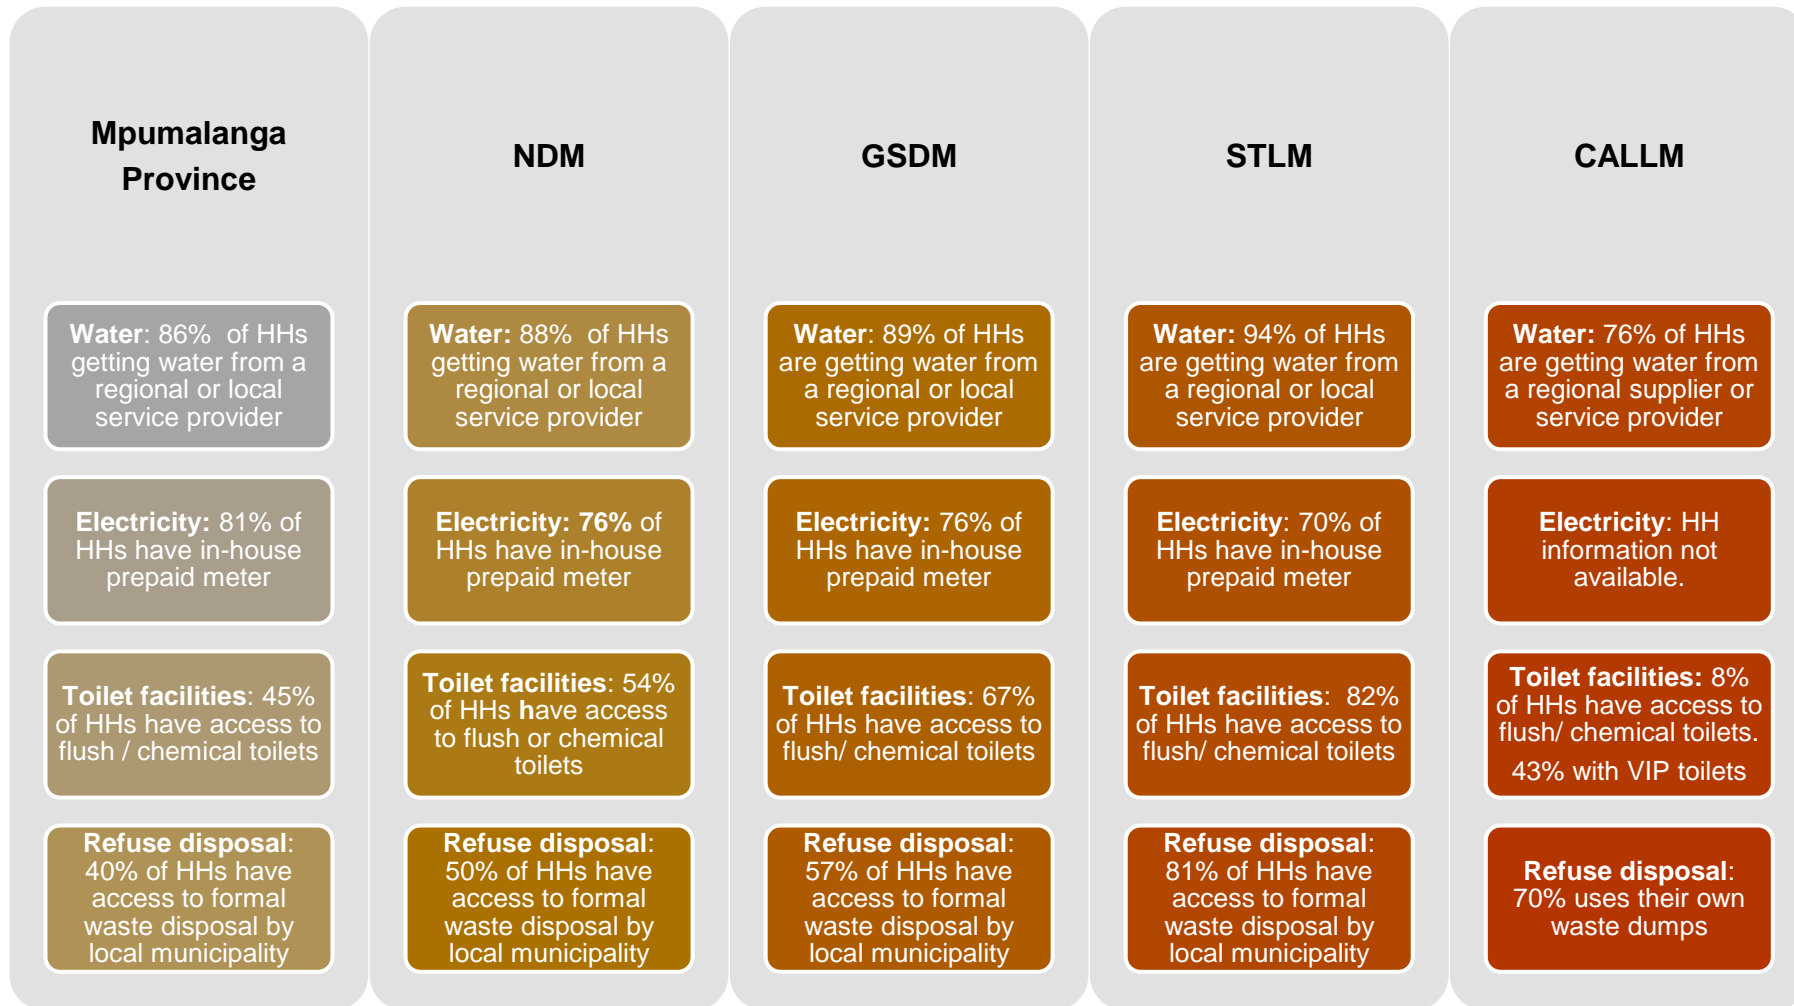 Mpumalanga
Province
Water: 86%  of HHs
getting water from a
regional or local
service provider
Electricity: 81% of
HHs have in-house
prepaid meter
Toilet facilities: 45%
of HHs have access to
flush / chemical toilets
Refuse disposal:
40% of HHs have
access to formal
waste disposal by
local municipality
NDM
Water: 88%  of HHs
getting water from a
regional or local
service provider
Electricity: 76% of
HHs have in-house
prepaid meter
Toilet facilities: 54%
of HHs have access
to flush or chemical
toilets
Refuse disposal:
50% of HHs have
access to formal
waste disposal by
local municipality
GSDM
Water: 89% of HHs
are getting water from
a regional or local
service provider
Electricity: 76% of
HHs have in-house
prepaid meter
Toilet facilities: 67%
of HHs have access to
flush/ chemical toilets
Refuse disposal:
57% of HHs have
access to formal
waste disposal by
local municipality
STLM
Water: 94% of HHs
are getting water from
a regional or local
service provider
Electricity: 70% of
HHs have in-house
prepaid meter
Toilet facilities:  82%
of HHs have access to
flush/ chemical toilets
Refuse disposal:
81% of HHs have
access to formal
waste disposal by
local municipality
CALLM
Water: 76% of HHs
are getting water from
a regional supplier or
service provider
Electricity: HH
information not
available.
Toilet facilities: 8%
of HHs have access to
flush/ chemical toilets.
43% with VIP toilets
Refuse disposal:
70% uses their own
waste dumps